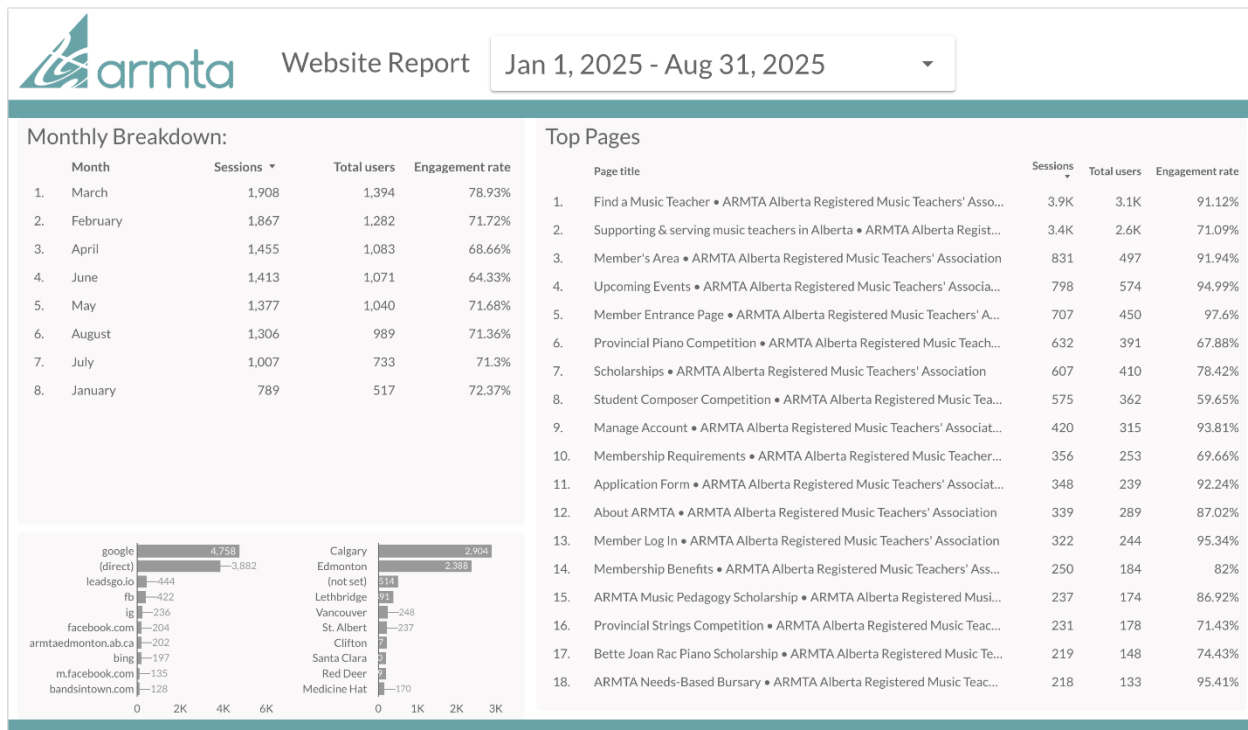 armta
Website Report
Jan 1, 2025 - Aug 31, 2025
Monthly Breakdown:
Month Sessions Total users Engagement rate
1. March 1,908 1,394 78.93%
2. February 1,867 1,282 71.72%
3. April 1,455 1,083 68.66%
4. June 1,413 1,071 64.33%
5. May 1,377 1,040 71.68%
6. August 1,306 989 71.36%
7. July 1,007 733 71.3%
8. January 789 517 72.37%
google 4,758
(direct) 3,882
leadsgo.io 444
fb 422
ig 236
facebook.com 204
armtaedmonton.ab.ca 202
bing 197
m.facebook.com 135
bandsintown.com 128
0 2K 4K 6K
Calgary 2,904
Edmonton 2,388
(not set) 514
Lethbridge
Vancouver 248
St. Albert 237
Clifton
Santa Clara
Red Deer
Medicine Hat 170
0 1K 2K 3K
Top Pages
Page title Sessions Total users Engagement rate
1. Find a Music Teacher • ARMTA Alberta Registered Music Teachers' Asso... 3.9K 3.1K 91.12%
2. Supporting & serving music teachers in Alberta • ARMTA Alberta Regist... 3.4K 2.6K 71.09%
3. Member's Area • ARMTA Alberta Registered Music Teachers' Association 831 497 91.94%
4. Upcoming Events • ARMTA Alberta Registered Music Teachers' Associa... 798 574 94.99%
5. Member Entrance Page • ARMTA Alberta Registered Music Teachers' A... 707 450 97.6%
6. Provincial Piano Competition • ARMTA Alberta Registered Music Teach... 632 391 67.88%
7. Scholarships • ARMTA Alberta Registered Music Teachers' Association 607 410 78.42%
8. Student Composer Competition • ARMTA Alberta Registered Music Tea... 575 362 59.65%
9. Manage Account • ARMTA Alberta Registered Music Teachers' Associat... 420 315 93.81%
10. Membership Requirements • ARMTA Alberta Registered Music Teacher... 356 253 69.66%
11. Application Form • ARMTA Alberta Registered Music Teachers' Associat... 348 239 92.24%
12. About ARMTA • ARMTA Alberta Registered Music Teachers' Association 339 289 87.02%
13. Member Log In • ARMTA Alberta Registered Music Teachers' Association 322 244 95.34%
14. Membership Benefits • ARMTA Alberta Registered Music Teachers' Ass... 250 184 82%
15. ARMTA Music Pedagogy Scholarship • ARMTA Alberta Registered Musi... 237 174 86.92%
16. Provincial Strings Competition • ARMTA Alberta Registered Music Teac... 231 178 71.43%
17. Bette Joan Rac Piano Scholarship • ARMTA Alberta Registered Music Te... 219 148 74.43%
18. ARMTA Needs-Based Bursary • ARMTA Alberta Registered Music Teac... 218 133 95.41%